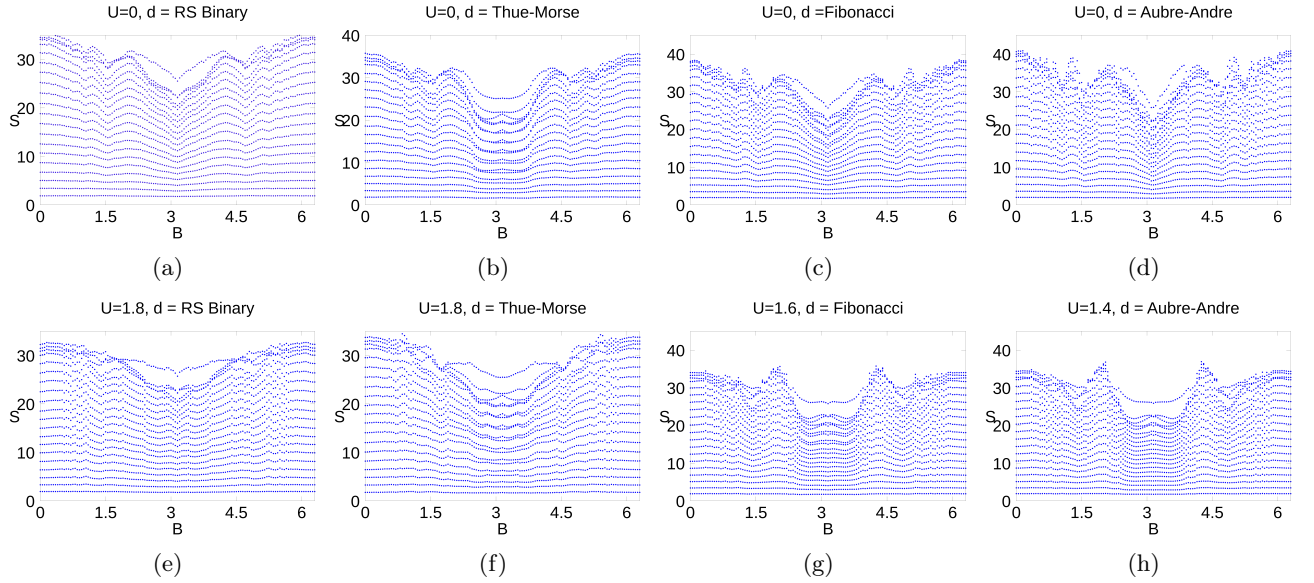 U=0, d = RS Binary
U=0, d = Thue-Morse
U=0, d =Fibonacci
U=0, d = Aubre-Andre
30
20
S
10
0
0 1.5 3 4.5 6
B
40
30
S
20
10
0
0 1.5 3 4.5 6
B
40
30
S
20
10
0
0 1.5 3 4.5 6
B
40
30
S
20
10
0
0 1.5 3 4.5 6
B
(a)
(b)
(c)
(d)
U=1.8, d = RS Binary
U=1.8, d = Thue-Morse
U=1.6, d = Fibonacci
U=1.4, d = Aubre-Andre
30
20
S
10
0
0 1.5 3 4.5 6
B
30
20
S
10
0
0 1.5 3 4.5 6
B
40
30
S
20
10
0
0 1.5 3 4.5 6
B
40
30
S
20
10
0
0 1.5 3 4.5 6
B
(e)
(f)
(g)
(h)